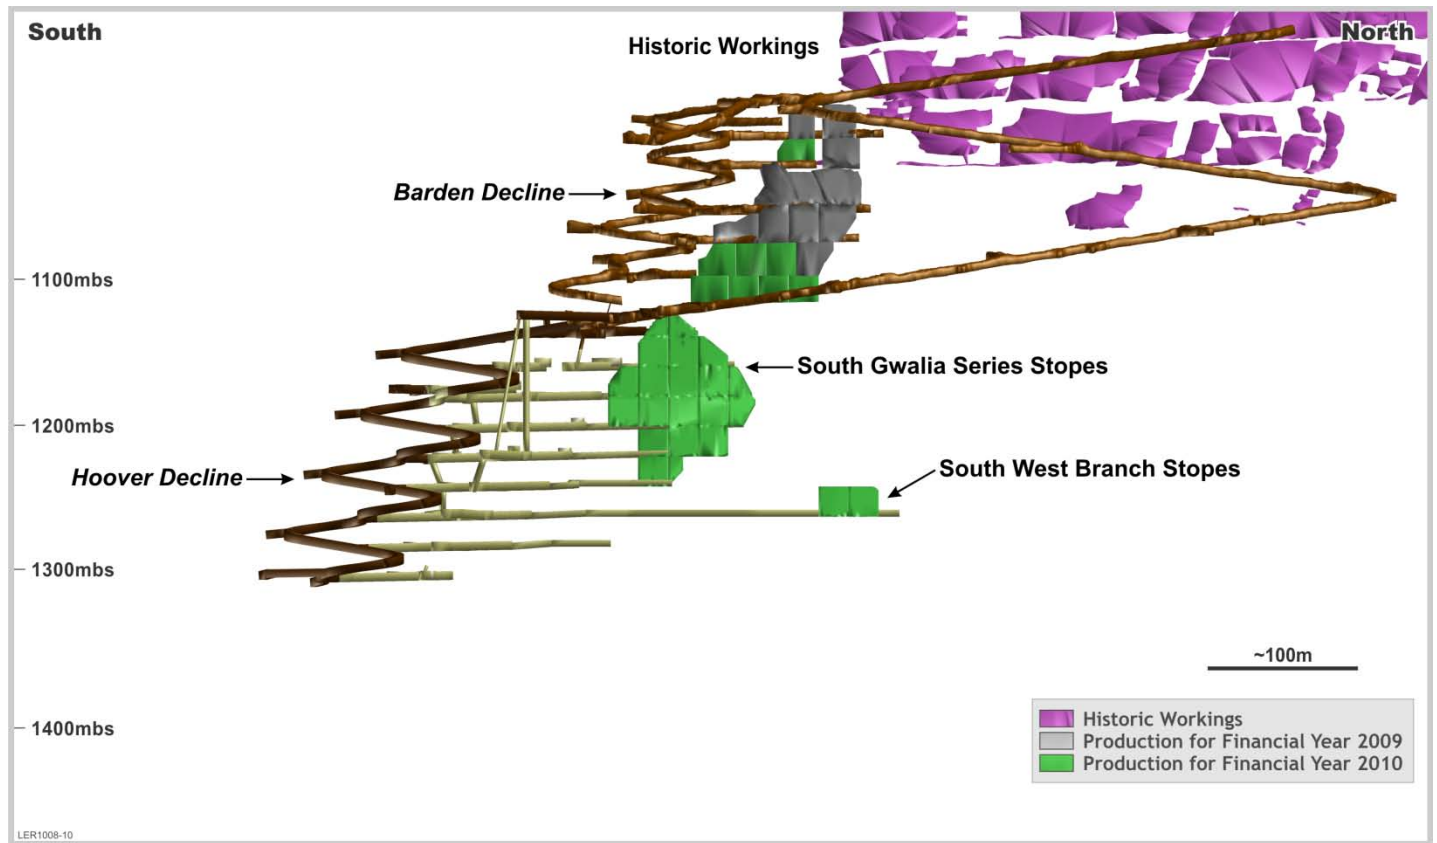 South
North
Historic Workings
Barden Decline
1100mbs
South Gwalia Series Stopes
1200mbs
South West Branch Stopes
Hoover Decline
1300mbs
~100m
Historic Workings
Production for Financial Year 2009
Production for Financial Year 2010
1400mbs
LER1008-10